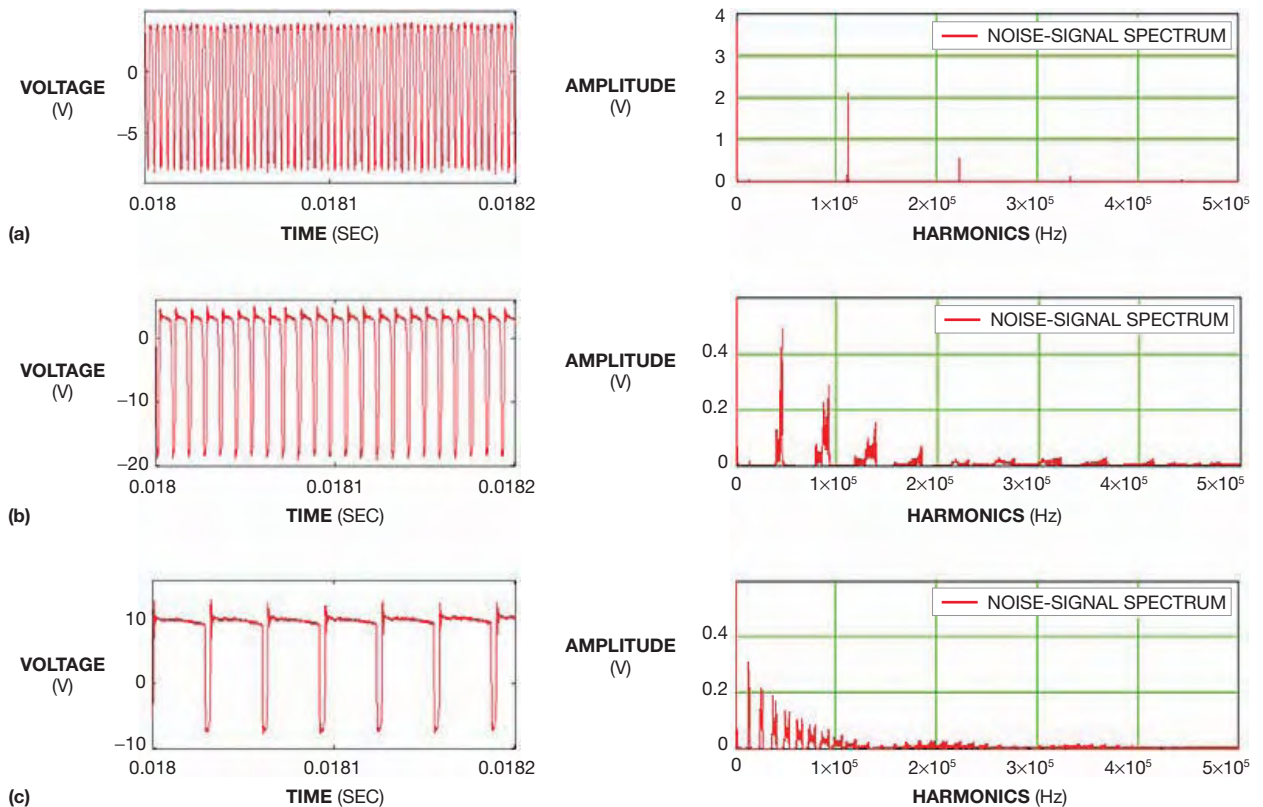 VOLTAGE
(V)
0
−5
0.018
0.0181
0.0182
TIME (SEC)
(a)
AMPLITUDE
(V)
4
3
2
1
0
NOISE-SIGNAL SPECTRUM
0
1×10⁵
2×10⁵
3×10⁵
4×10⁵
5×10⁵
HARMONICS (Hz)
VOLTAGE
(V)
0
−10
−20
0.018
0.0181
0.0182
TIME (SEC)
(b)
AMPLITUDE
(V)
0.4
0.2
0
NOISE-SIGNAL SPECTRUM
0
1×10⁵
2×10⁵
3×10⁵
4×10⁵
5×10⁵
HARMONICS (Hz)
VOLTAGE
(V)
10
0
−10
0.018
0.0181
0.0182
TIME (SEC)
(c)
AMPLITUDE
(V)
0.4
0.2
0
NOISE-SIGNAL SPECTRUM
0
1×10⁵
2×10⁵
3×10⁵
4×10⁵
5×10⁵
HARMONICS (Hz)